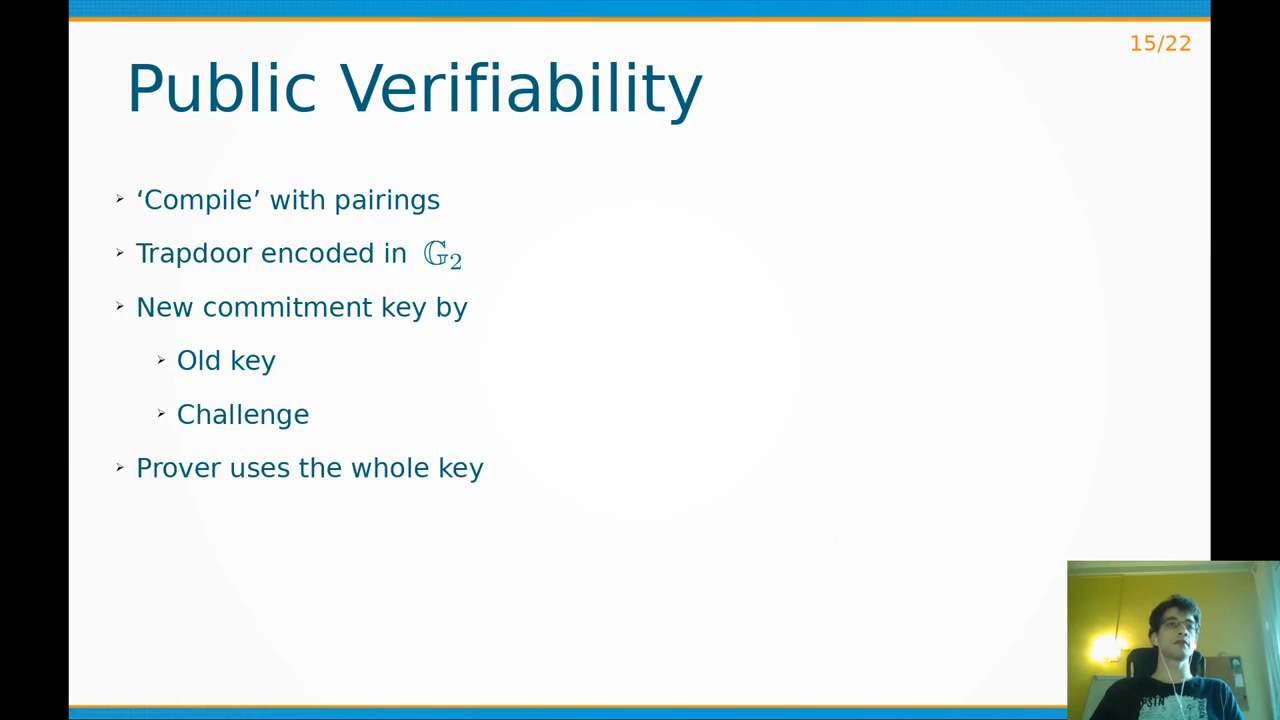 15/22
Public Verifiability
‘Compile’ with pairings
Trapdoor encoded in 𝔾₂
New commitment key by
Old key
Challenge
Prover uses the whole key